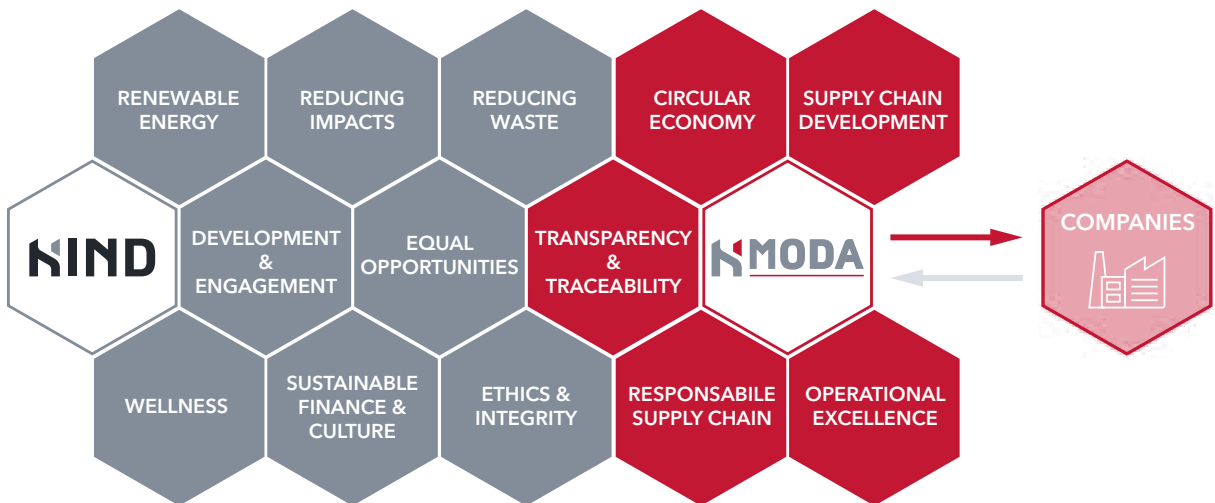 RENEWABLE
ENERGY
REDUCING
IMPACTS
REDUCING
WASTE
CIRCULAR
ECONOMY
SUPPLY CHAIN
DEVELOPMENT
HIND
DEVELOPMENT
&
ENGAGEMENT
EQUAL
OPPORTUNITIES
TRANSPARENCY
&
TRACEABILITY
HMODA
COMPANIES
WELLNESS
SUSTAINABLE
FINANCE &
CULTURE
ETHICS &
INTEGRITY
RESPONSABILE
SUPPLY CHAIN
OPERATIONAL
EXCELLENCE